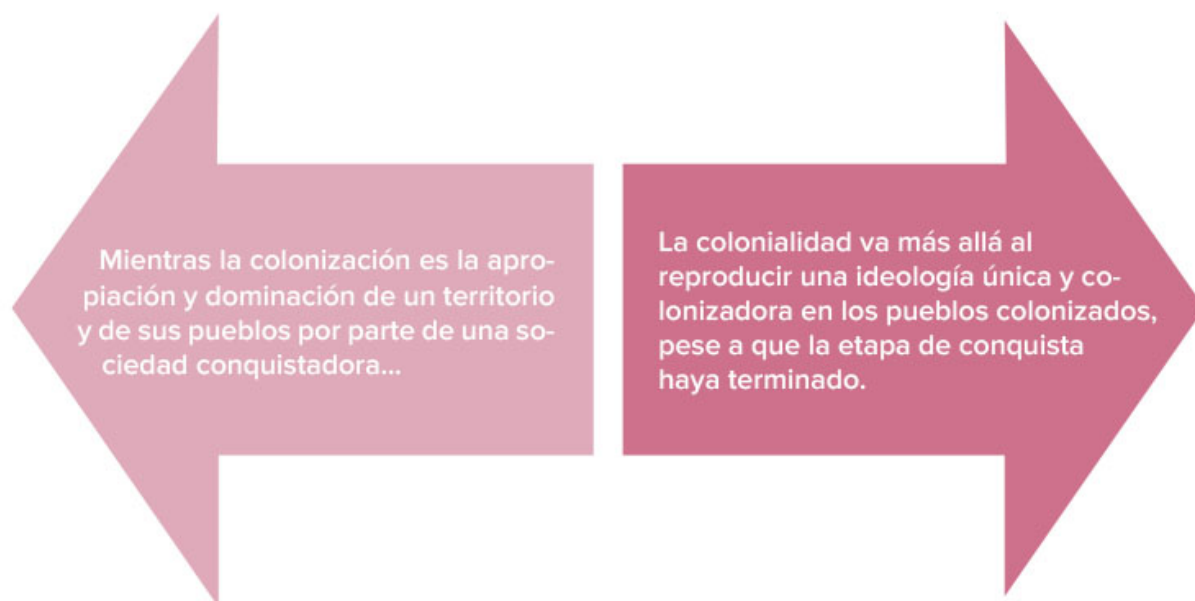 Mientras la colonización es la apro-
piación y dominación de un territorio
y de sus pueblos por parte de una so-
ciedad conquistadora...
La colonialidad va más allá al
reproducir una ideología única y co-
lonizadora en los pueblos colonizados,
pese a que la etapa de conquista
haya terminado.